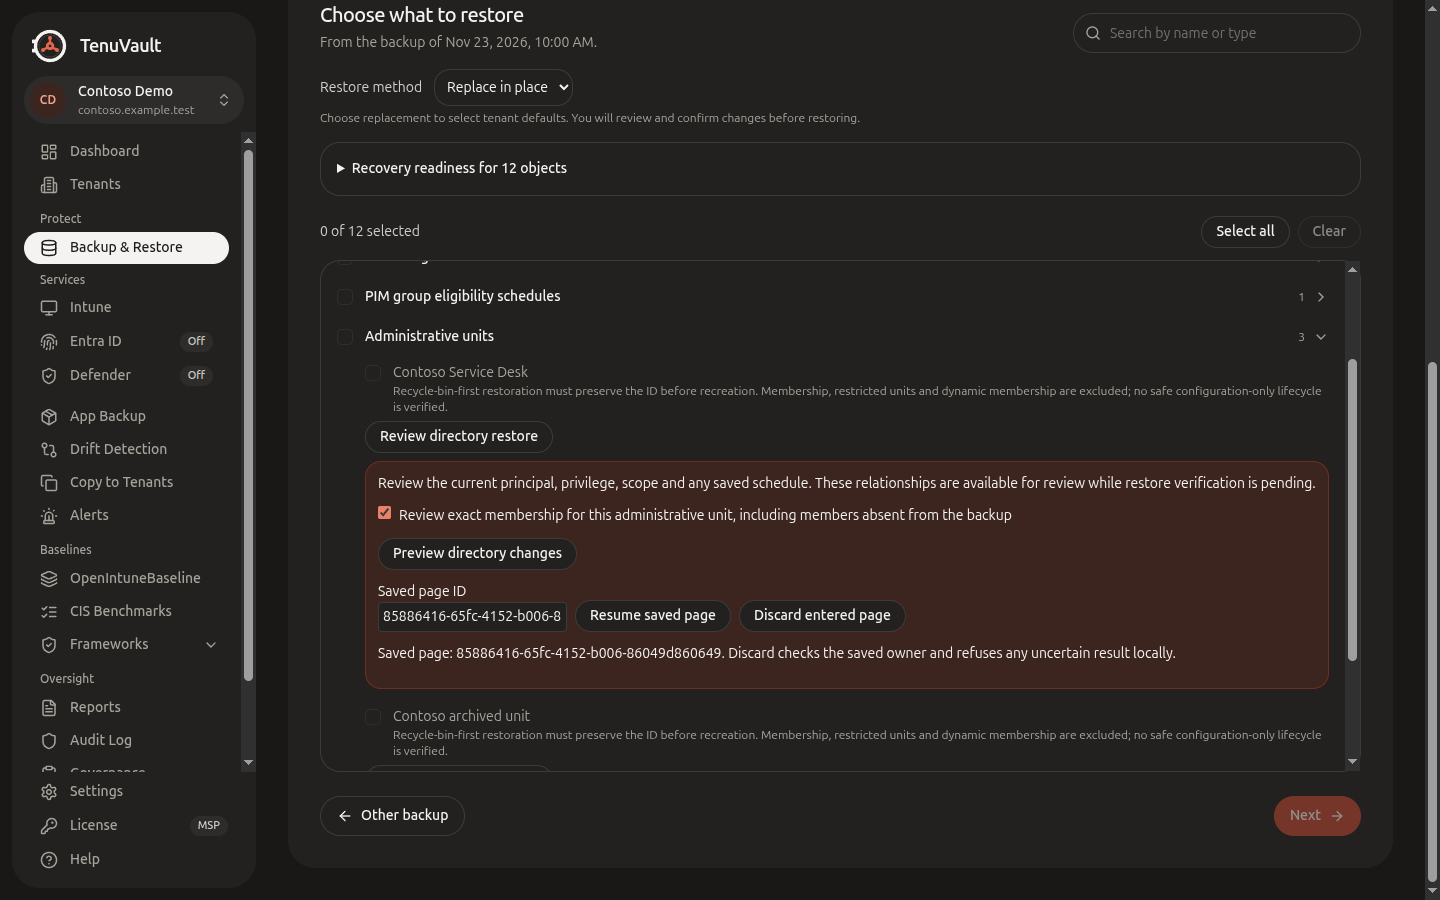 TenuVault
CD
Contoso Demo
contoso.example.test
Dashboard
Tenants
Protect
Backup & Restore
Services
Intune
Entra ID
Off
Defender
Off
App Backup
Drift Detection
Copy to Tenants
Alerts
Baselines
OpenIntuneBaseline
CIS Benchmarks
Frameworks
Oversight
Reports
Audit Log
Settings
License
MSP
Help
Choose what to restore
From the backup of Nov 23, 2026, 10:00 AM.
Search by name or type
Restore method
Replace in place
Choose replacement to select tenant defaults. You will review and confirm changes before restoring.
Recovery readiness for 12 objects
0 of 12 selected
Select all
Clear
PIM group eligibility schedules
1
Administrative units
3
Contoso Service Desk
Recycle-bin-first restoration must preserve the ID before recreation. Membership, restricted units and dynamic membership are excluded; no safe configuration-only lifecycle
is verified.
Review directory restore
Review the current principal, privilege, scope and any saved schedule. These relationships are available for review while restore verification is pending.
Review exact membership for this administrative unit, including members absent from the backup
Preview directory changes
Saved page ID
85886416-65fc-4152-b006-8
Resume saved page
Discard entered page
Saved page: 85886416-65fc-4152-b006-86049d860649. Discard checks the saved owner and refuses any uncertain result locally.
Contoso archived unit
Recycle-bin-first restoration must preserve the ID before recreation. Membership, restricted units and dynamic membership are excluded; no safe configuration-only lifecycle
is verified.
Other backup
Next